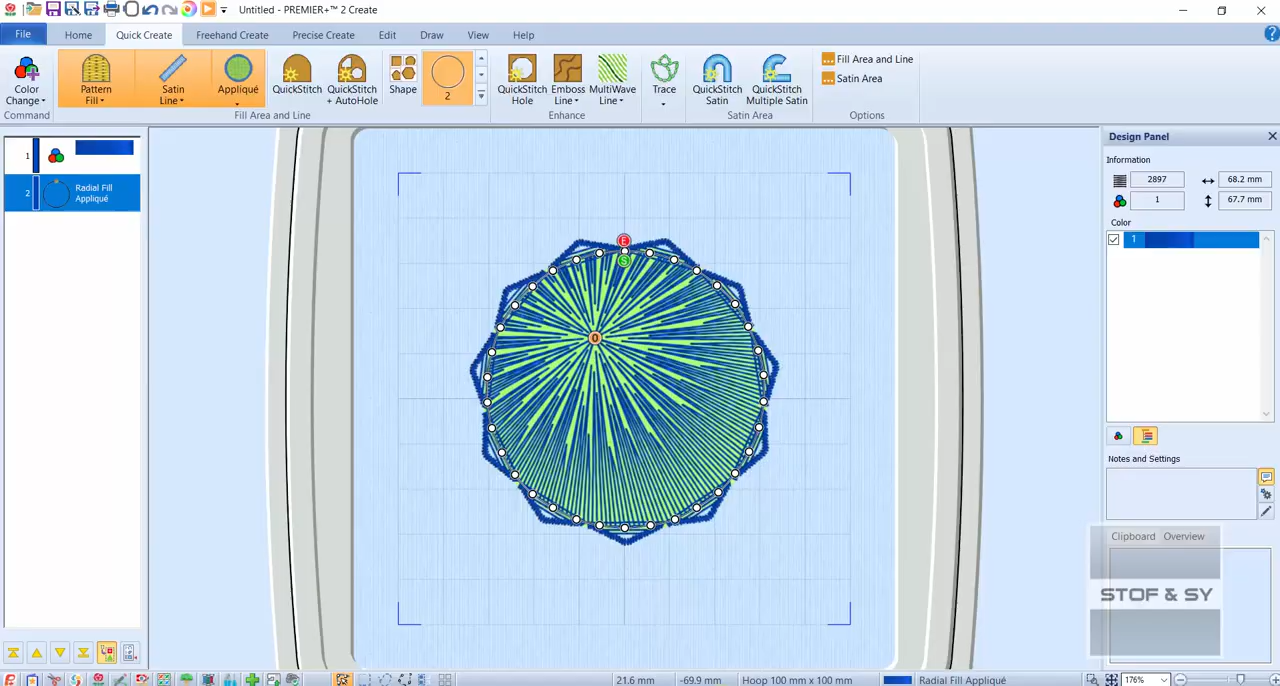 Untitled - PREMIER+™ 2 Create
File
Home
Quick Create
Freehand Create
Precise Create
Edit
Draw
View
Help
Color Change
Pattern Fill
Satin Line
Appliqué
QuickStitch
QuickStitch + AutoHole
Shape
2
QuickStitch Hole
Emboss Line
MultiWave Line
Trace
QuickStitch Satin
QuickStitch Multiple Satin
Fill Area and Line
Satin Area
Command
Fill Area and Line
Enhance
Satin Area
Options
1
2
Radial Fill
Appliqué
E
S
0
Design Panel
Information
2897
68.2 mm
1
67.7 mm
Color
1
Notes and Settings
Clipboard
Overview
STOF & SY
21.6 mm
-69.9 mm
Hoop 100 mm x 100 mm
Radial Fill Appliqué
176%